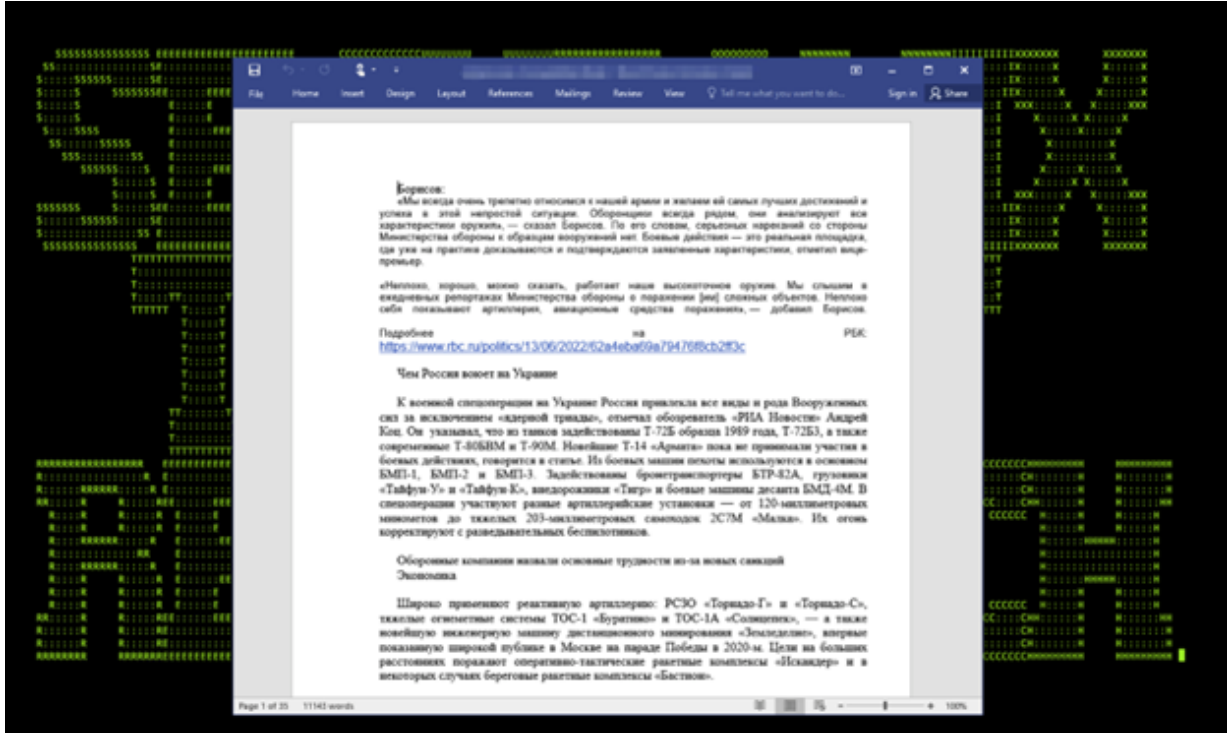 File Home Insert Design Layout References Mailings Review View Tell me what you want to do... Sign in Share
Борисов:
«Мы всегда очень трепетно относимся к нашей армии и желаем ей самых лучших достижений и
успеха в этой непростой ситуации. Оборонщики всегда рядом, они анализируют все
характеристики оружия», — сказал Борисов. По его словам, серьезных нареканий со стороны
Министерства обороны к образцам вооружений нет. Боевые действия — это реальная площадка,
где уже на практике доказываются и подтверждаются заявленные характеристики, отметил вице-
премьер.
«Неплохо, хорошо, можно сказать, работает наше высокоточное оружие. Мы слышим в
ежедневных репортажах Министерства обороны о поражении [им] сложных объектов. Неплохо
себя показывают артиллерия, авиационные средства поражения», — добавил Борисов.
Подробнее на РБК:
https://www.rbc.ru/politics/13/06/2022/62a4eba69a79476f8cb2ff3c
Чем Россия воюет на Украине
К военной спецоперации на Украине Россия привлекла все виды и рода Вооруженных
сил за исключением «ядерной триады», отмечал обозреватель «РИА Новости» Андрей
Коц. Он указывал, что из танков задействованы Т-72Б образца 1989 года, Т-72Б3, а также
современные Т-80БВМ и Т-90М. Новейшие Т-14 «Армата» пока не принимали участия в
боевых действиях, говорится в статье. Из боевых машин пехоты используются в основном
БМП-1, БМП-2 и БМП-3. Задействованы бронетранспортеры БТР-82А, грузовики
«Тайфун-У» и «Тайфун-К», внедорожники «Тигр» и боевые машины десанта БМД-4М. В
спецоперации участвуют разные артиллерийские установки — от 120-миллиметровых
минометов до тяжелых 203-миллиметровых самоходок 2С7М «Малка». Их огонь
корректируют с разведывательных беспилотников.
Оборонные компании назвали основные трудности из-за новых санкций
Экономика
Широко применяют реактивную артиллерию: РСЗО «Торнадо-Г» и «Торнадо-С»,
тяжелые огнеметные системы ТОС-1 «Буратино» и ТОС-1А «Солнцепек», — а также
новейшую инженерную машину дистанционного минирования «Земледелие», впервые
показанную широкой публике в Москве на параде Победы в 2020-м. Цели на больших
расстояниях поражают оперативно-тактические ракетные комплексы «Искандер» и в
некоторых случаях береговые ракетные комплексы «Бастион».
Page 1 of 35 11143 words 100%